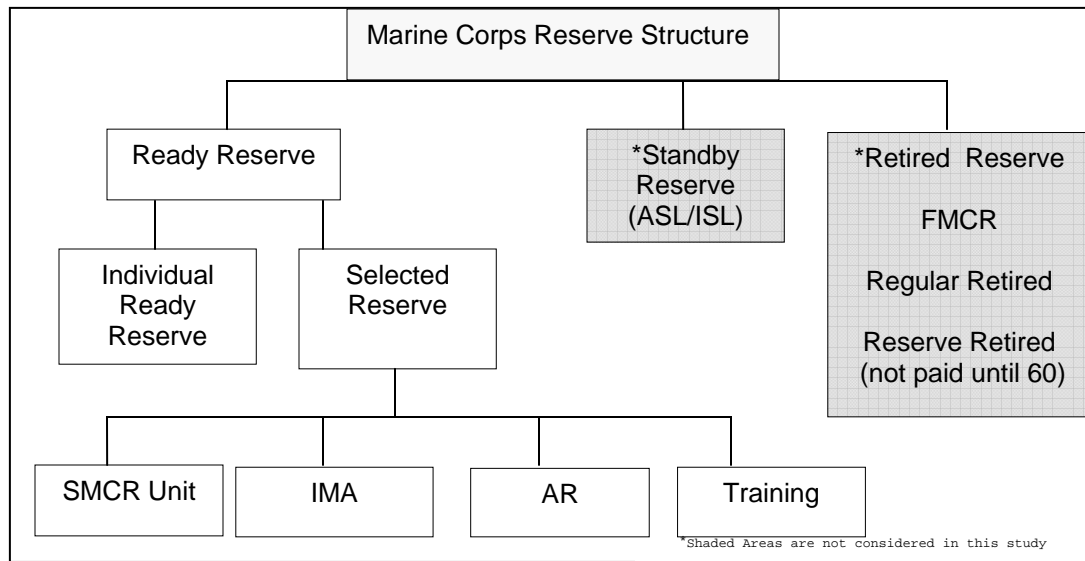 Marine Corps Reserve Structure
Ready Reserve
*Standby
Reserve
(ASL/ISL)
*Retired Reserve
FMCR
Regular Retired
Reserve Retired
(not paid until 60)
Individual
Ready
Reserve
Selected
Reserve
SMCR Unit
IMA
AR
Training
*Shaded Areas are not considered in this study